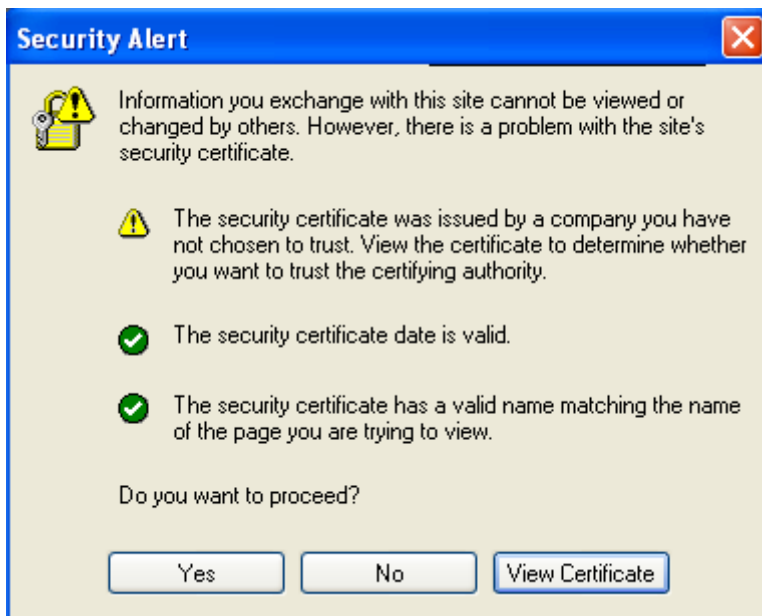 Security Alert
Information you exchange with this site cannot be viewed or
changed by others. However, there is a problem with the site's
security certificate.
The security certificate was issued by a company you have
not chosen to trust. View the certificate to determine whether
you want to trust the certifying authority.
The security certificate date is valid.
The security certificate has a valid name matching the name
of the page you are trying to view.
Do you want to proceed?
Yes No View Certificate